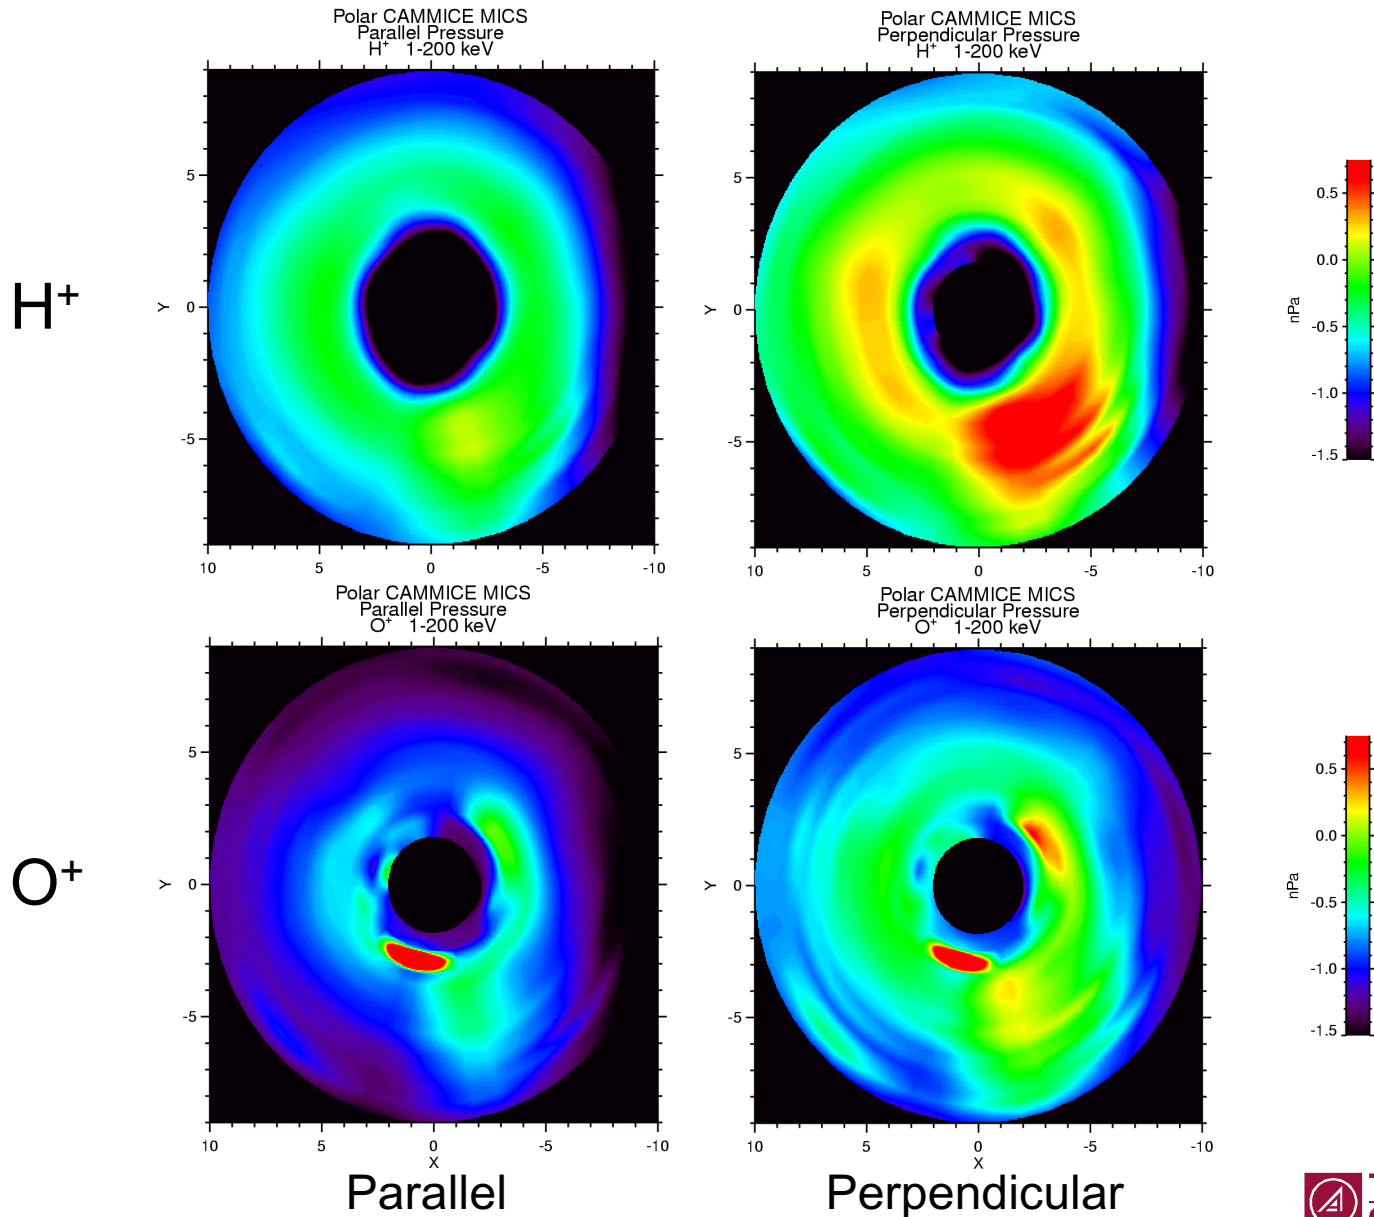 Polar CAMMICE MICS
Parallel Pressure
H⁺ 1-200 keV
Polar CAMMICE MICS
Perpendicular Pressure
H⁺ 1-200 keV
H⁺
Y
5
0
-5
10 5 0 -5 -10
Y
5
0
-5
10 5 0 -5 -10
nPa
0.5
0.0
-0.5
-1.0
-1.5
Polar CAMMICE MICS
Parallel Pressure
O⁺ 1-200 keV
Polar CAMMICE MICS
Perpendicular Pressure
O⁺ 1-200 keV
O⁺
Y
5
0
-5
10 5 0 -5 -10
X
Y
5
0
-5
10 5 0 -5 -10
X
nPa
0.5
0.0
-0.5
-1.0
-1.5
Parallel
Perpendicular